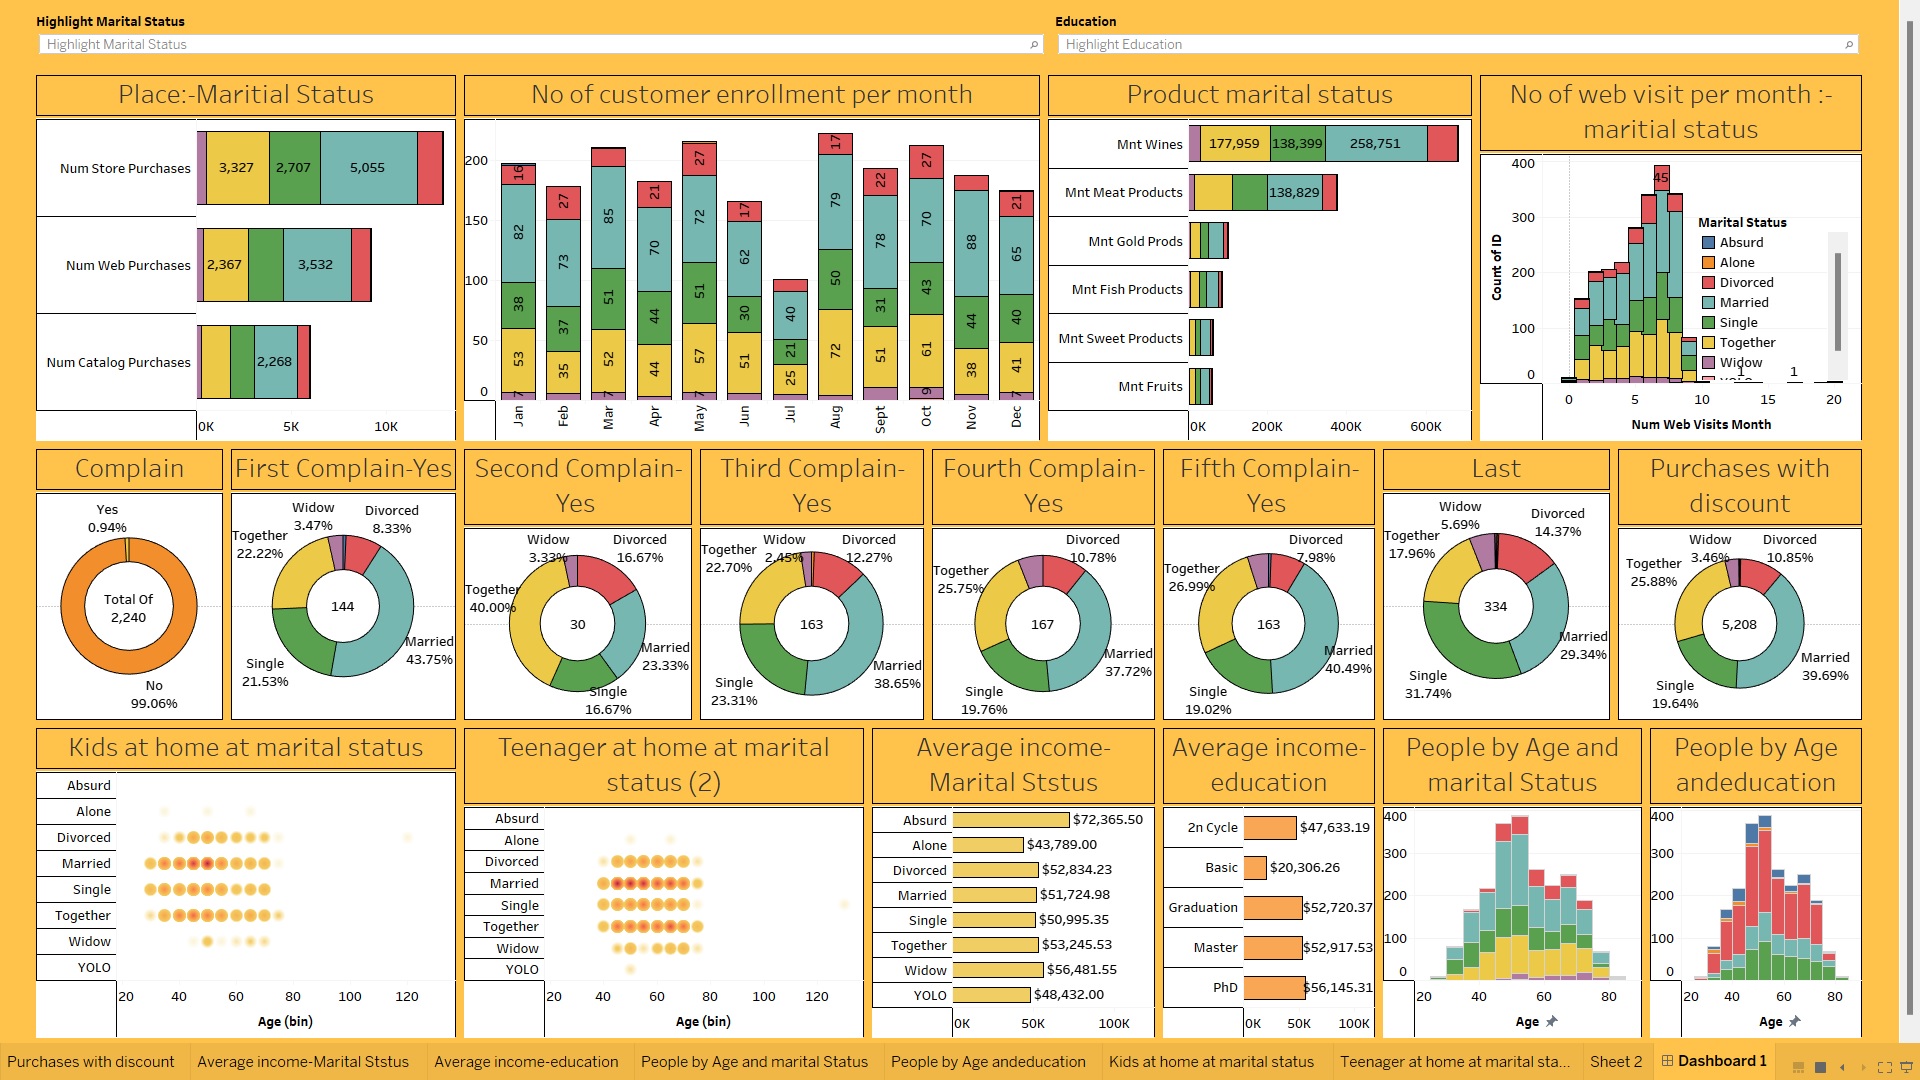 Highlight Marital Status
Education
Highlight Marital Status
Highlight Education
Place:-Maritial Status
Num Store Purchases
3,327 2,707 5,055
Num Web Purchases
2,367 3,532
Num Catalog Purchases
2,268
0K 5K 10K
No of customer enrollment per month
200
150
100
50
0
16 82 38 53 7
27 73 37 35
85 51 52 7
21 70 44 44
27 72 51 57 7
17 62 30 51
40 21 25
17 79 50 72
22 78 31 51
27 70 43 61 9
88 44 38
21 65 40 41 7
Jan Feb Mar Apr May Jun Jul Aug Sept Oct Nov Dec
Product marital status
Mnt Wines
177,959 138,399 258,751
Mnt Meat Products
138,829
Mnt Gold Prods
Mnt Fish Products
Mnt Sweet Products
Mnt Fruits
0K 200K 400K 600K
No of web visit per month :-
maritial status
400
300
200
100
0
Count of ID
45
1 1
0 5 10 15 20
Num Web Visits Month
Marital Status
Absurd
Alone
Divorced
Married
Single
Together
Widow
Complain
Yes
0.94%
Total Of
2,240
No
99.06%
First Complain-Yes
Widow
3.47%
Divorced
8.33%
Together
22.22%
144
Married
43.75%
Single
21.53%
Second Complain-
Yes
Widow
3.33%
Divorced
16.67%
Together
40.00%
30
Married
23.33%
Single
16.67%
Third Complain-
Yes
Together
22.70%
Widow
2.45%
Divorced
12.27%
163
Married
38.65%
Single
23.31%
Fourth Complain-
Yes
Divorced
10.78%
Together
25.75%
167
Married
37.72%
Single
19.76%
Fifth Complain-
Yes
Divorced
7.98%
Together
26.99%
163
Married
40.49%
Single
19.02%
Last
Widow
5.69%
Divorced
14.37%
Together
17.96%
334
Married
29.34%
Single
31.74%
Purchases with
discount
Widow
3.46%
Divorced
10.85%
Together
25.88%
5,208
Married
39.69%
Single
19.64%
Kids at home at marital status
Absurd
Alone
Divorced
Married
Single
Together
Widow
YOLO
20 40 60 80 100 120
Age (bin)
Teenager at home at marital
status (2)
Absurd
Alone
Divorced
Married
Single
Together
Widow
YOLO
20 40 60 80 100 120
Age (bin)
Average income-
Marital Ststus
Absurd $72,365.50
Alone $43,789.00
Divorced $52,834.23
Married $51,724.98
Single $50,995.35
Together $53,245.53
Widow $56,481.55
YOLO $48,432.00
0K 50K 100K
Average income-
education
2n Cycle $47,633.19
Basic $20,306.26
Graduation $52,720.37
Master $52,917.53
PhD $56,145.31
0K 50K 100K
People by Age and
marital Status
400
300
200
100
0
20 40 60 80
Age
People by Age
andeducation
400
300
200
100
0
20 40 60 80
Age
Purchases with discount Average income-Marital Ststus Average income-education People by Age and marital Status People by Age andeducation Kids at home at marital status Teenager at home at marital sta... Sheet 2 Dashboard 1